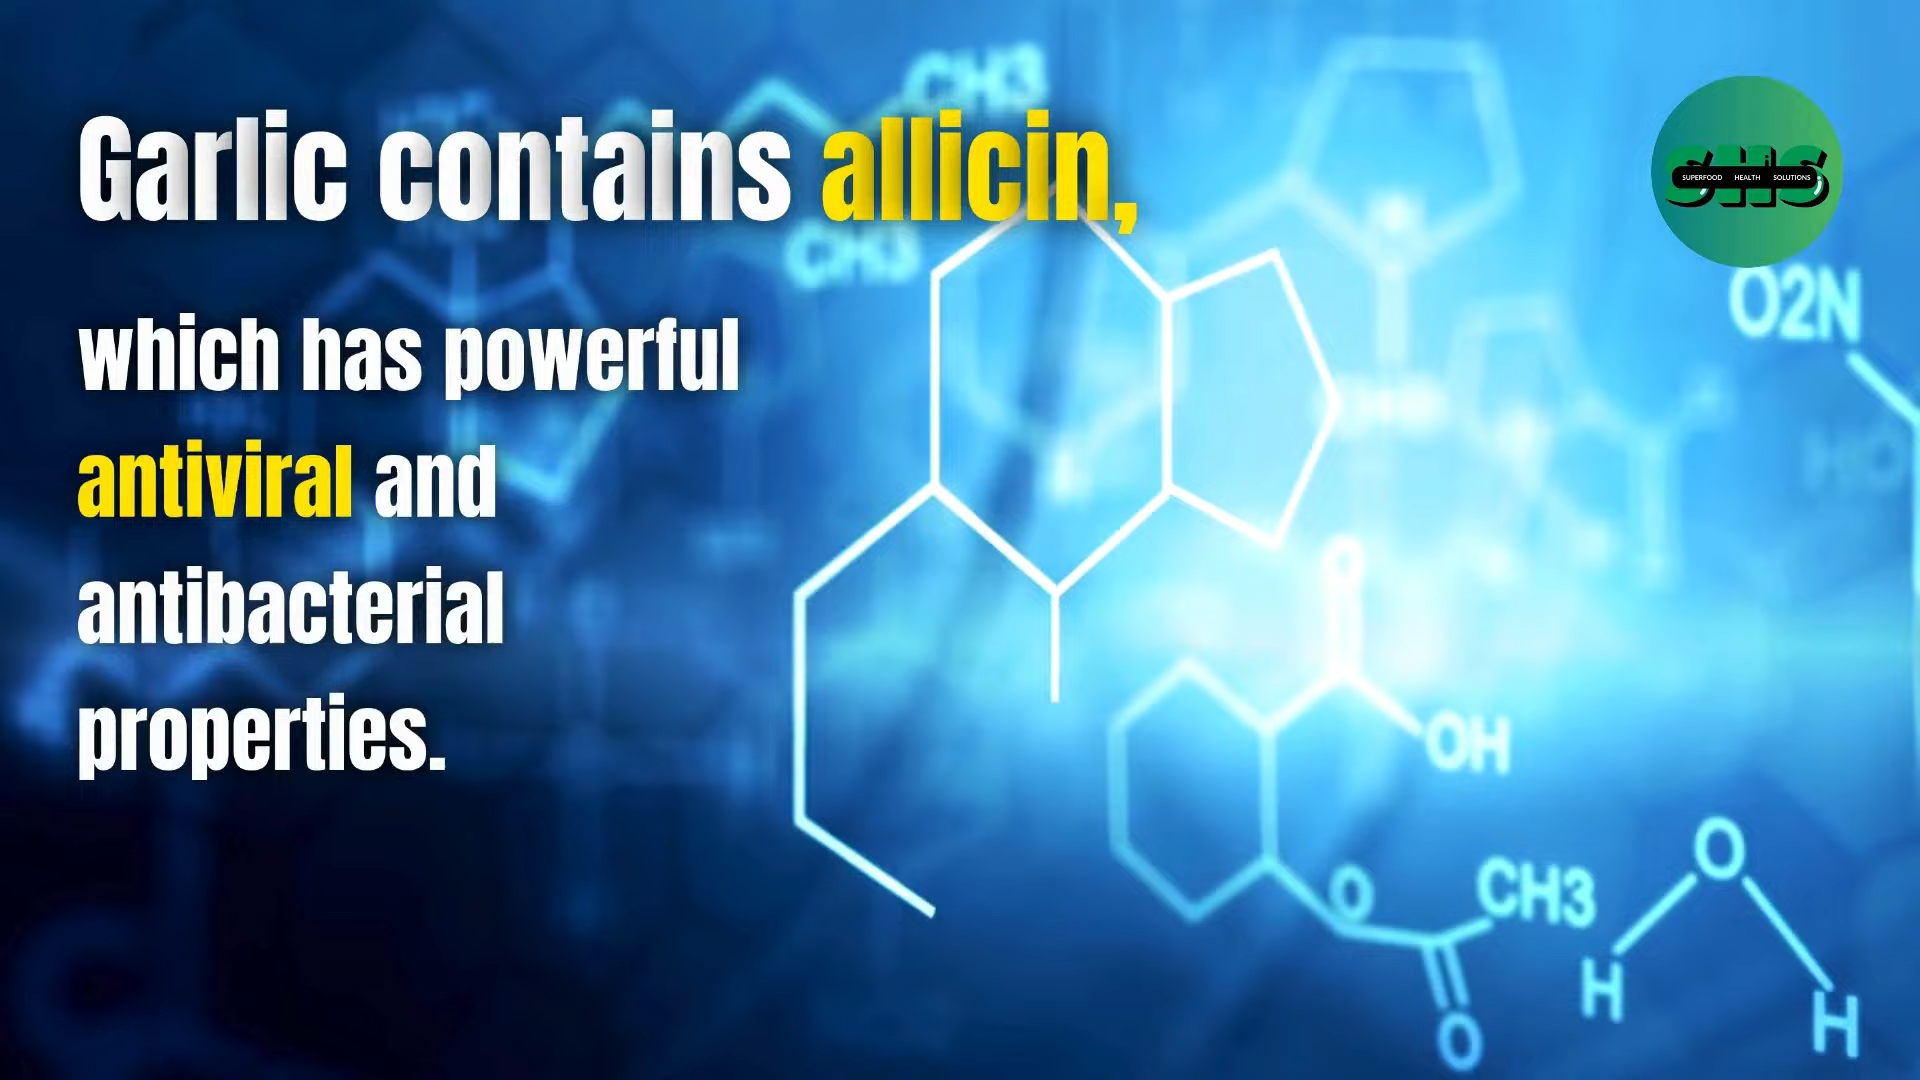 Garlic contains allicin,
which has powerful
antiviral and
antibacterial
properties.
SHS
SUPERFOOD HEALTH SOLUTIONS
CH3
CH3
O2N
HO
O
OH
O
CH3
O
O
H
H